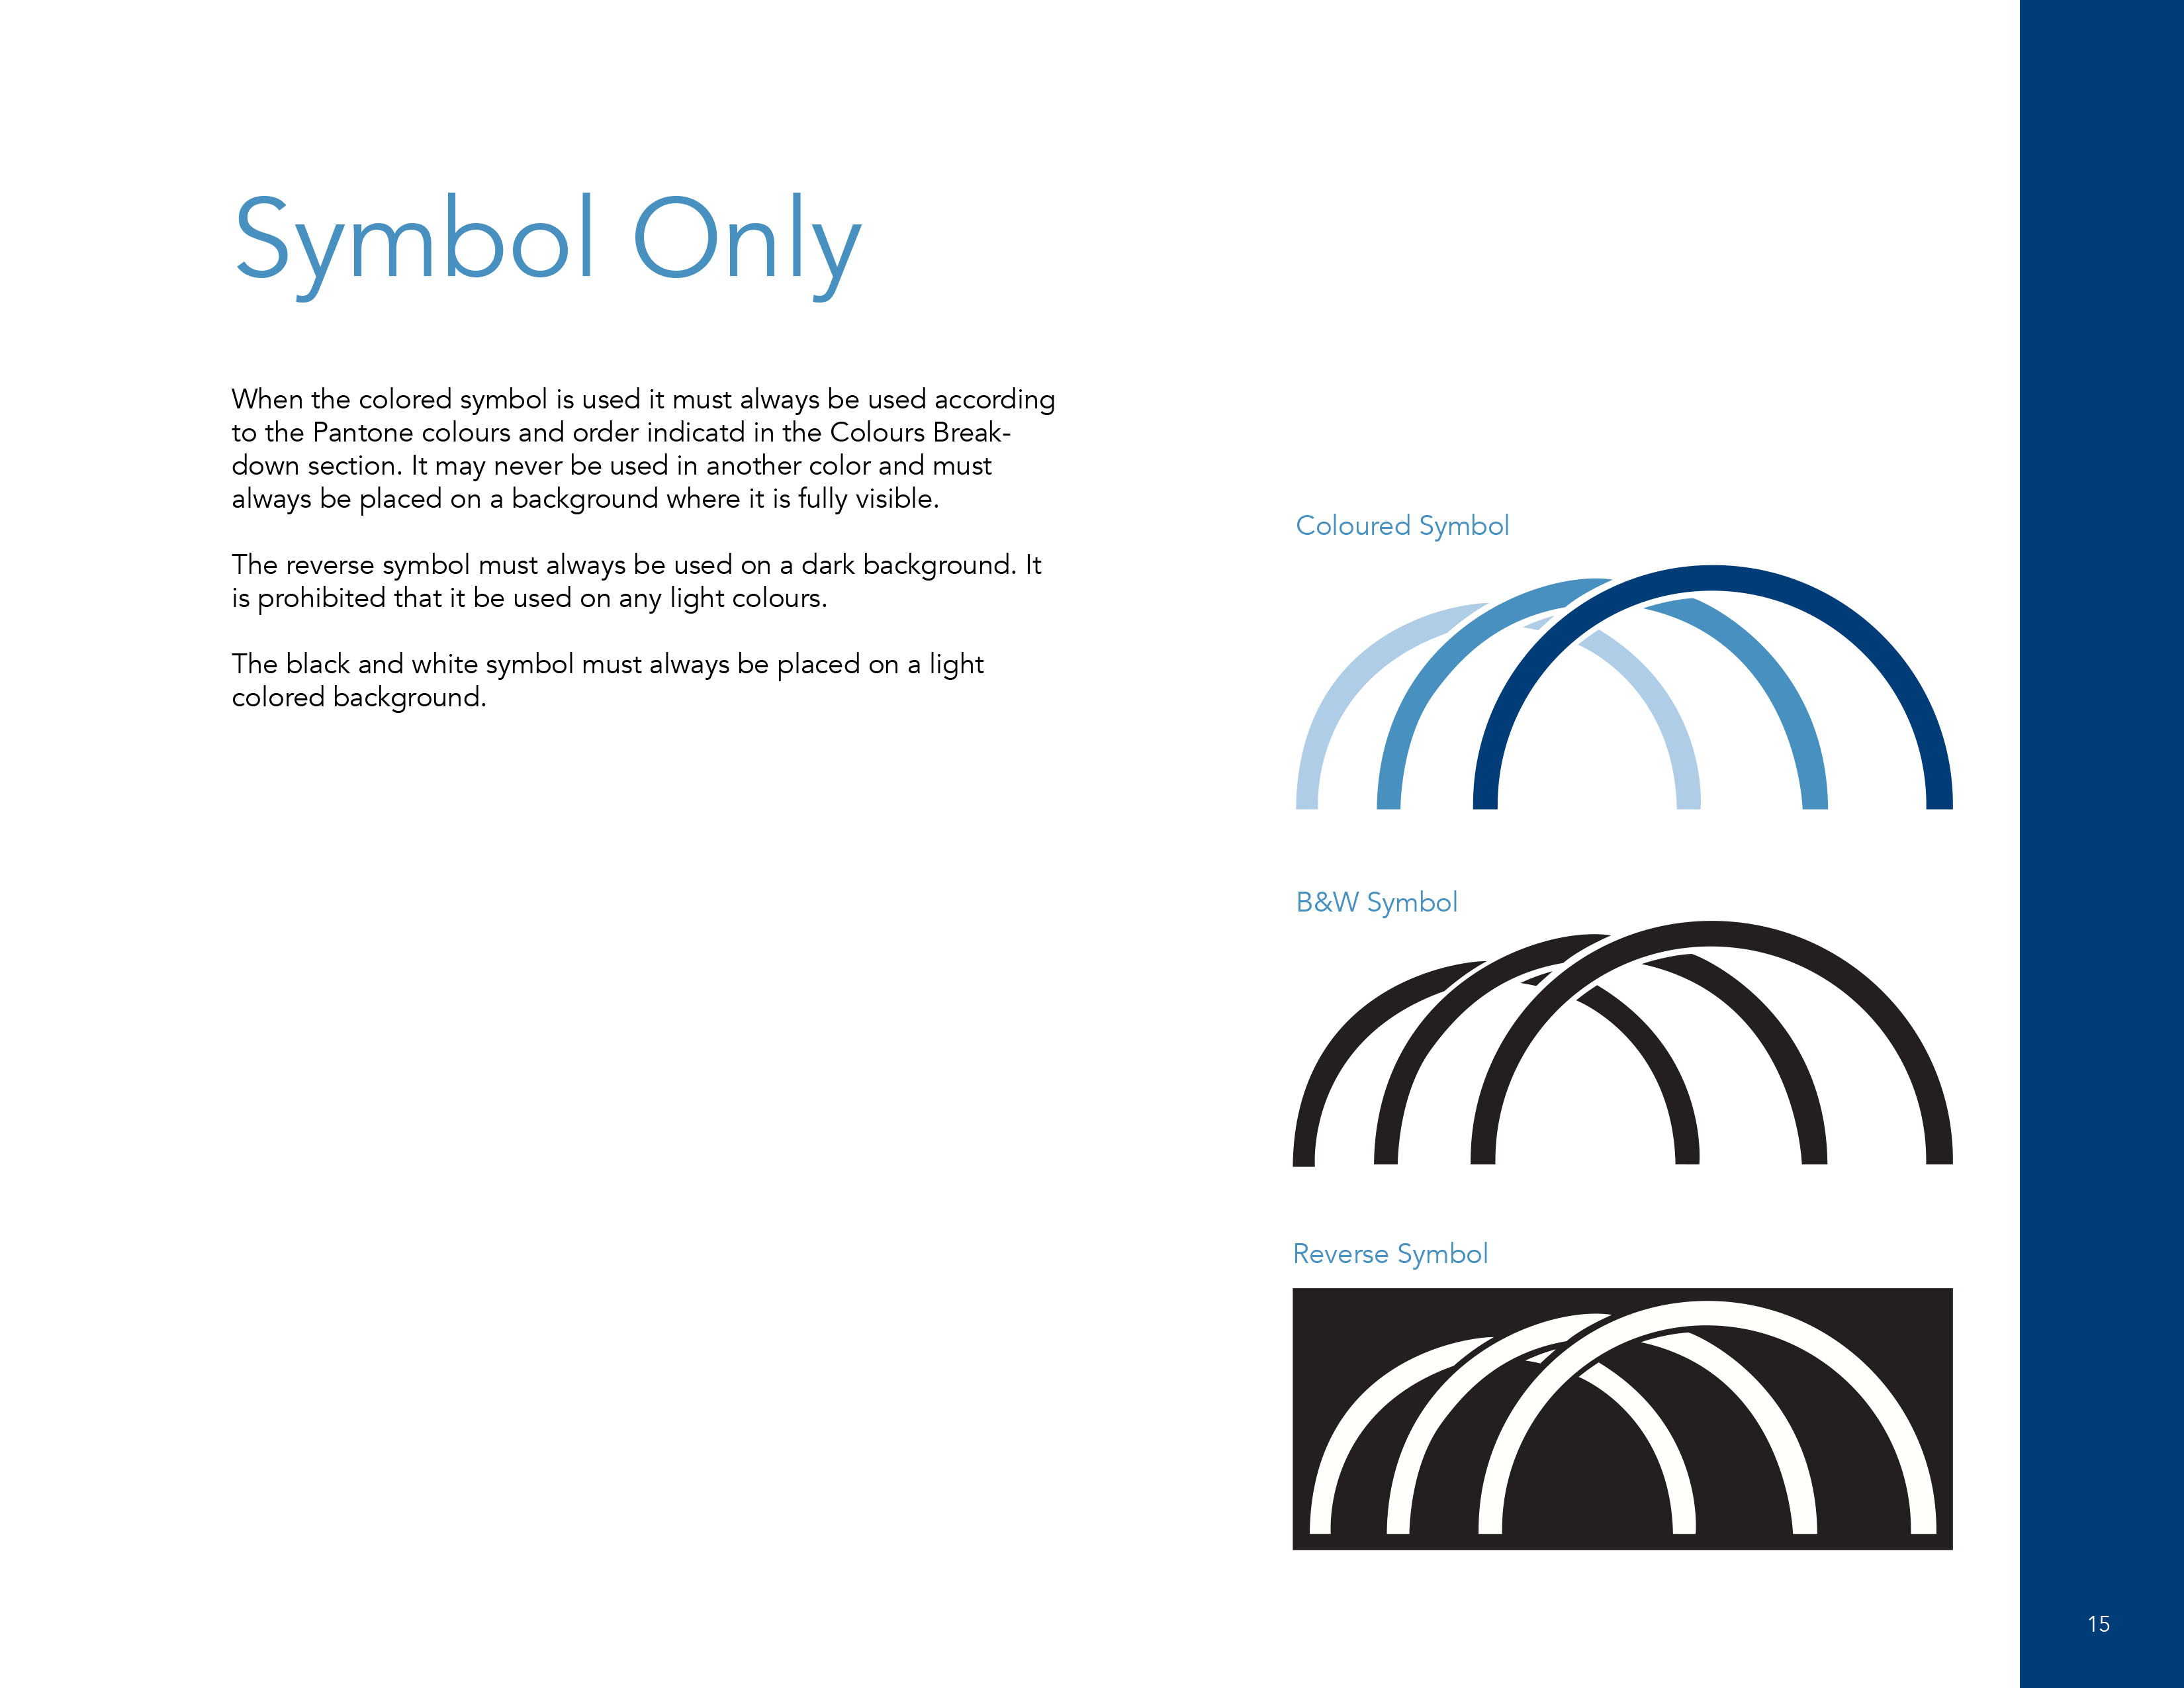 Symbol Only
When the colored symbol is used it must always be used according
to the Pantone colours and order indicatd in the Colours Break-
down section. It may never be used in another color and must
always be placed on a background where it is fully visible.
The reverse symbol must always be used on a dark background. It
is prohibited that it be used on any light colours.
The black and white symbol must always be placed on a light
colored background.
Coloured Symbol
B&W Symbol
Reverse Symbol
15